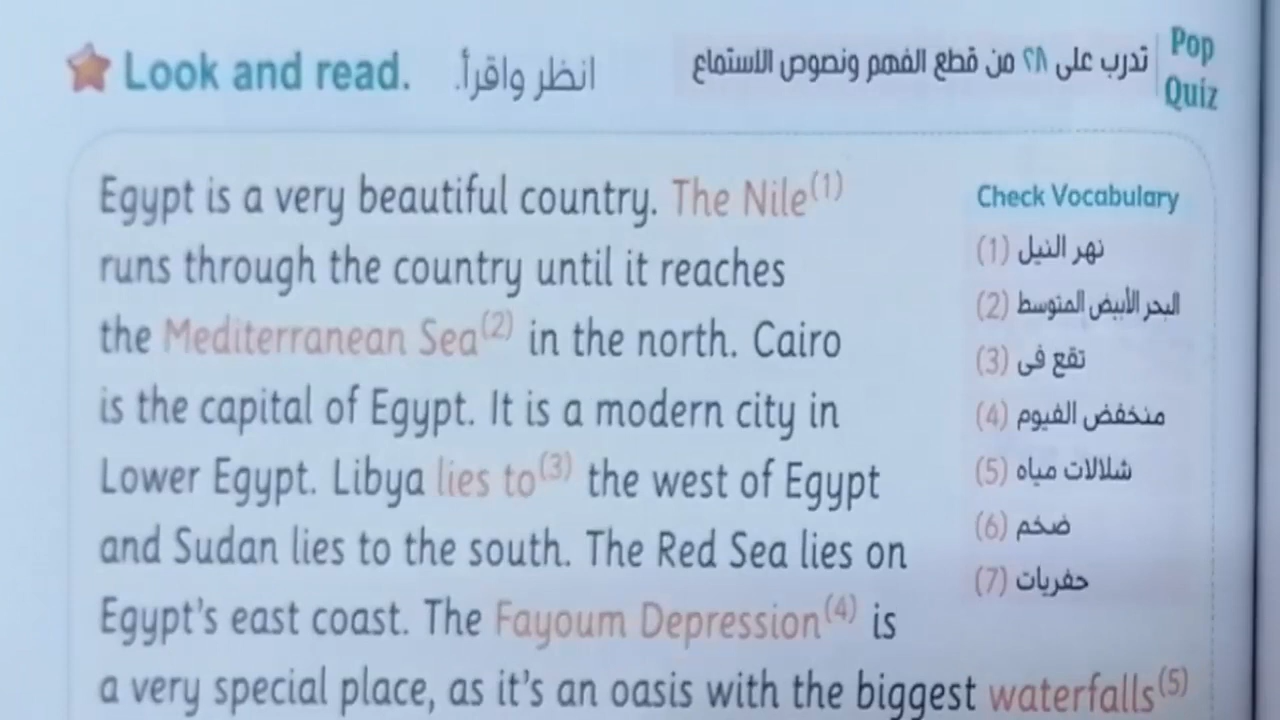 Look and read. انظر واقرأ.
تدرب على ٢٨ من قطع الفهم ونصوص الاستماع
Pop
Quiz
Egypt is a very beautiful country. The Nile(1)
runs through the country until it reaches
the Mediterranean Sea(2) in the north. Cairo
is the capital of Egypt. It is a modern city in
Lower Egypt. Libya lies to(3) the west of Egypt
and Sudan lies to the south. The Red Sea lies on
Egypt's east coast. The Fayoum Depression(4) is
a very special place, as it's an oasis with the biggest waterfalls(5)
Check Vocabulary
(1) نهر النيل
(2) البحر الأبيض المتوسط
(3) تقع فى
(4) منخفض الفيوم
(5) شلالات مياه
(6) ضخم
(7) حفريات